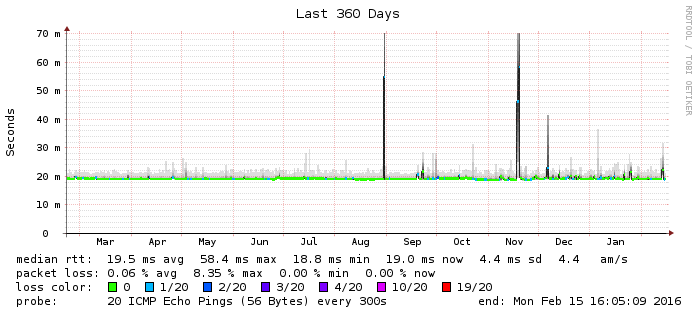 Last 360 Days
RRDTOOL / TOBI OETIKER
Seconds
70 m
60 m
50 m
40 m
30 m
20 m
10 m
0
Mar Apr May Jun Jul Aug Sep Oct Nov Dec Jan
median rtt: 19.5 ms avg 58.4 ms max 18.8 ms min 19.0 ms now 4.4 ms sd 4.4 am/s
packet loss: 0.06 % avg 8.35 % max 0.00 % min 0.00 % now
loss color: 0 1/20 2/20 3/20 4/20 10/20 19/20
probe: 20 ICMP Echo Pings (56 Bytes) every 300s end: Mon Feb 15 16:05:09 2016